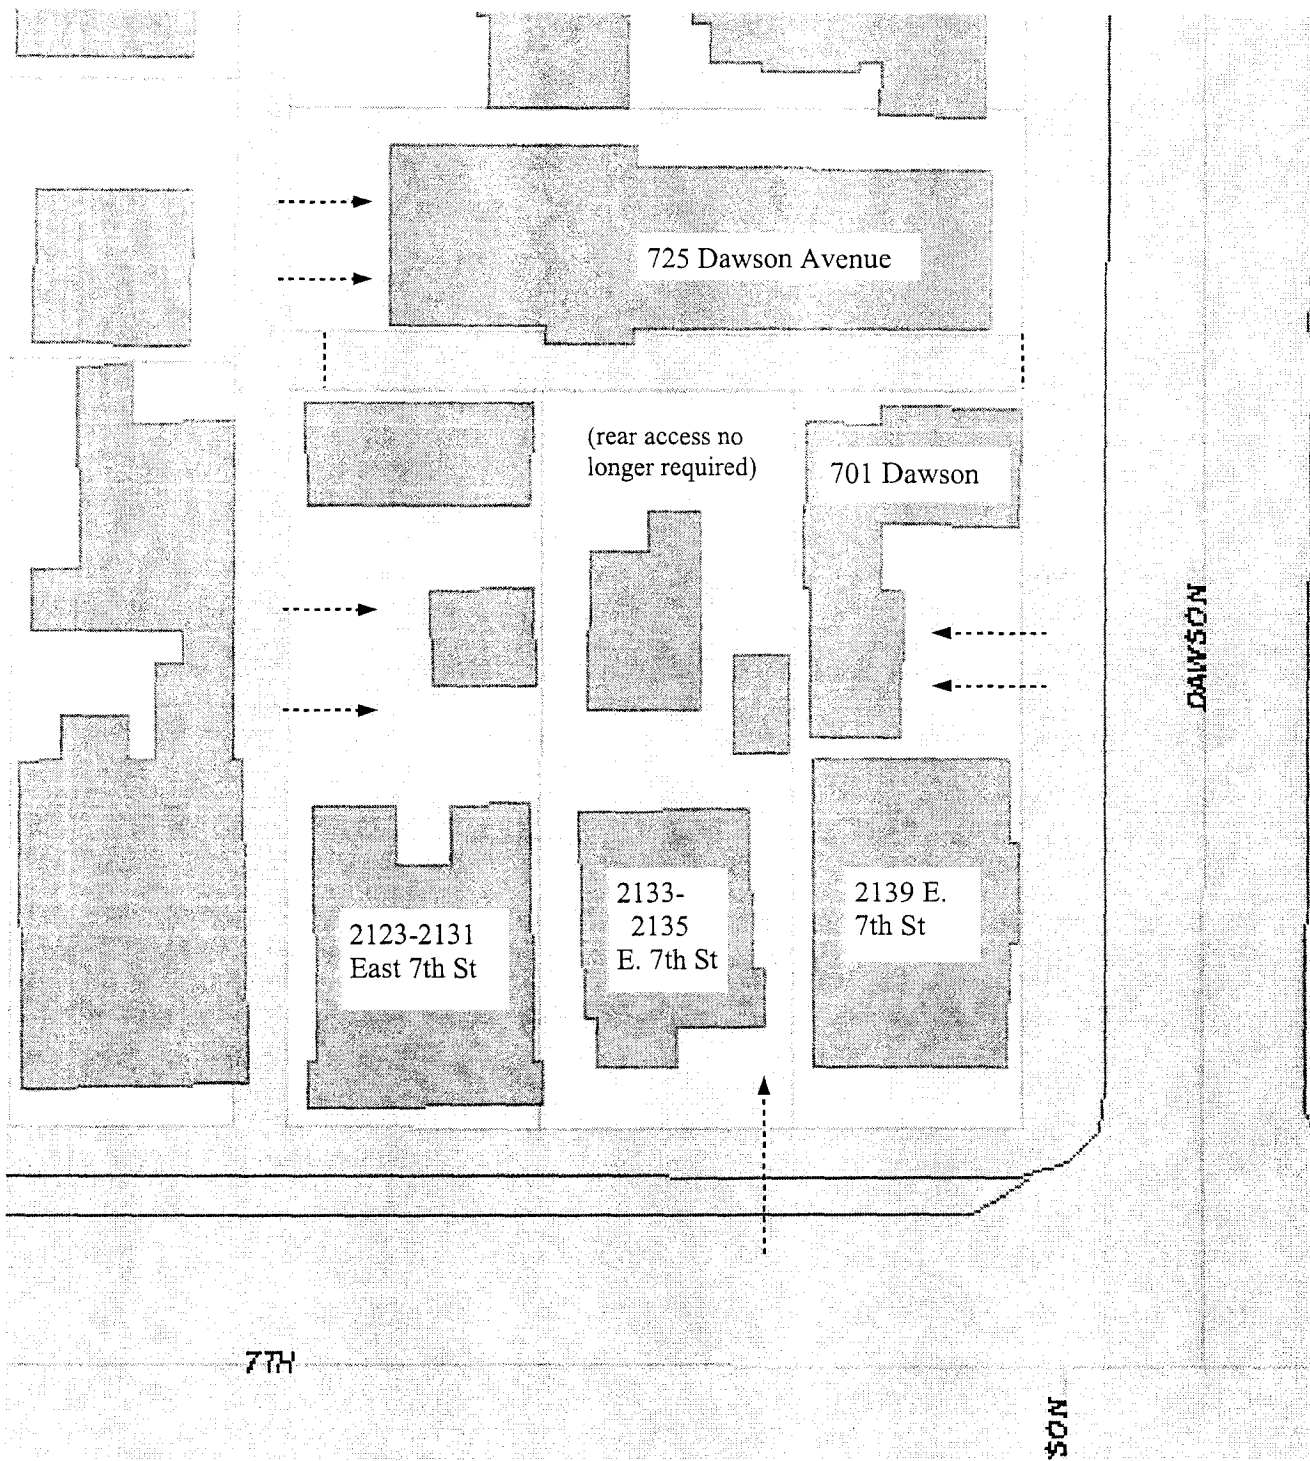 725 Dawson Avenue
(rear access no
longer required)
701 Dawson
DAWSON
2123-2131
East 7th St
2133-
2135
E. 7th St
2139 E.
7th St
7TH
SON